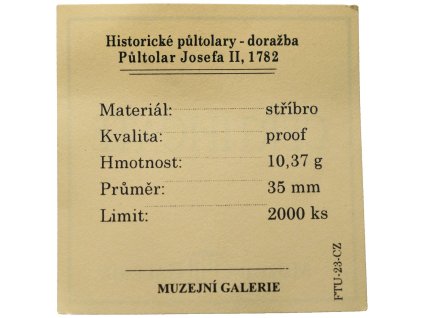 Historické půltolary - doražba
Půltolar Josefa II, 1782
Materiál: stříbro
Kvalita: proof
Hmotnost: 10,37 g
Průměr: 35 mm
Limit: 2000 ks
MUZEJNÍ GALERIE
FTU-23-CZ